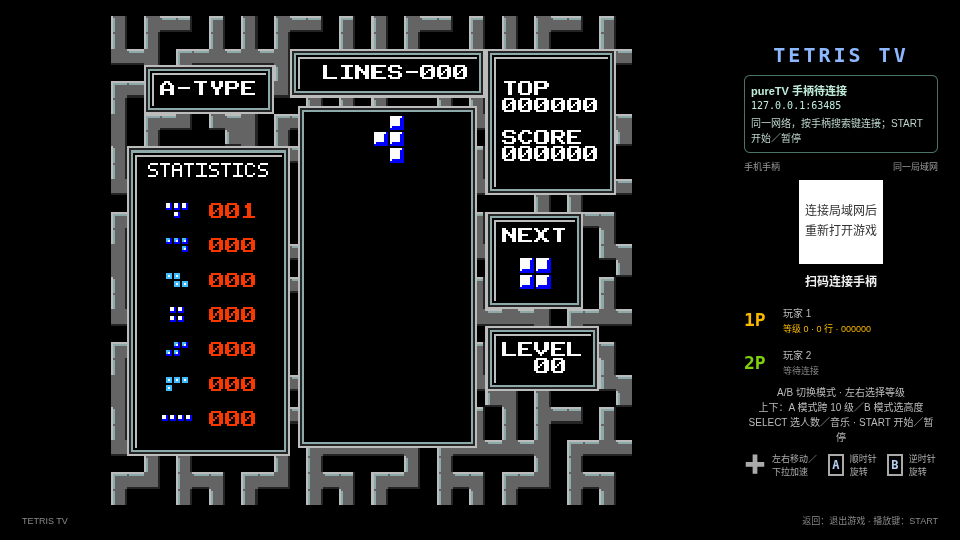 A-TYPE
LINES-000
TOP
000000
SCORE
000000
STATISTICS
001
000
000
000
000
000
000
NEXT
LEVEL
00
TETRIS TV
pureTV 手柄待连接
127.0.0.1:63485
同一网络，按手柄搜索键连接；START
开始／暂停
手机手柄
同一局域网
连接局域网后
重新打开游戏
扫码连接手柄
1P
玩家 1
等级 0 · 0 行 · 000000
2P
玩家 2
等待连接
A/B 切换模式 · 左右选择等级
上下：A 模式跨 10 级／B 模式选高度
SELECT 选人数／音乐 · START 开始／暂
停
左右移动／
下拉加速
A
顺时针
旋转
B
逆时针
旋转
TETRIS TV
返回：退出游戏 · 播放键：START